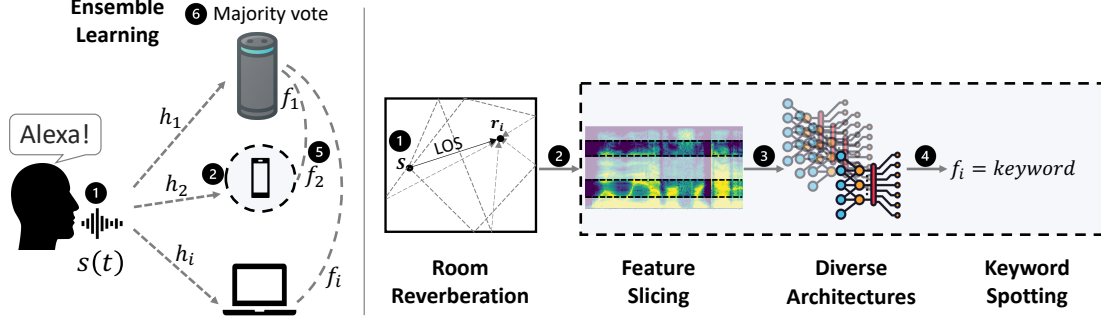 Ensemble
Learning
6 Majority vote
Alexa!
1
s(t)
h₁
h₂
hᵢ
2
f₁
5
f₂
fᵢ
1
s
LOS
rᵢ
2
3
4
fᵢ = keyword
Room
Reverberation
Feature
Slicing
Diverse
Architectures
Keyword
Spotting